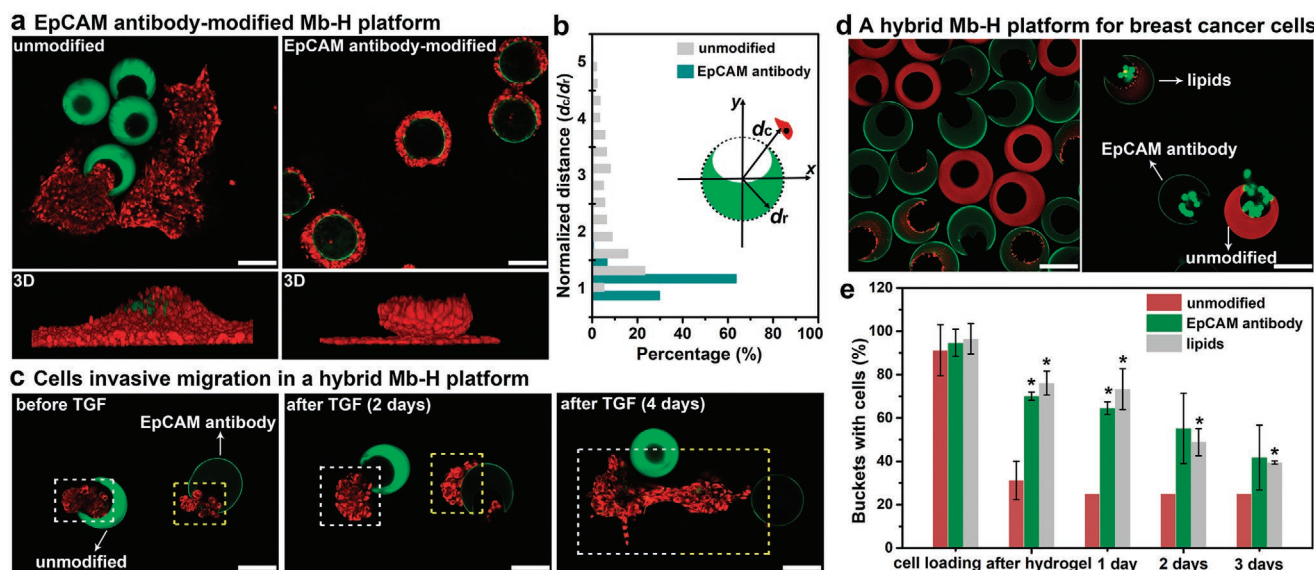 a EpCAM antibody-modified Mb-H platform
unmodified
EpCAM antibody-modified
3D
3D
b
unmodified
EpCAM antibody
Normalized distance (dc/dr)
5
4
3
2
1
y
x
dc
dr
0 20 40 60 80 100
Percentage (%)
c Cells invasive migration in a hybrid Mb-H platform
before TGF
EpCAM antibody
unmodified
after TGF (2 days)
after TGF (4 days)
d A hybrid Mb-H platform for breast cancer cells
lipids
EpCAM antibody
unmodified
e
Buckets with cells (%)
120
100
80
60
40
20
0
unmodified
EpCAM antibody
lipids
* * * * * *
cell loading after hydrogel 1 day 2 days 3 days